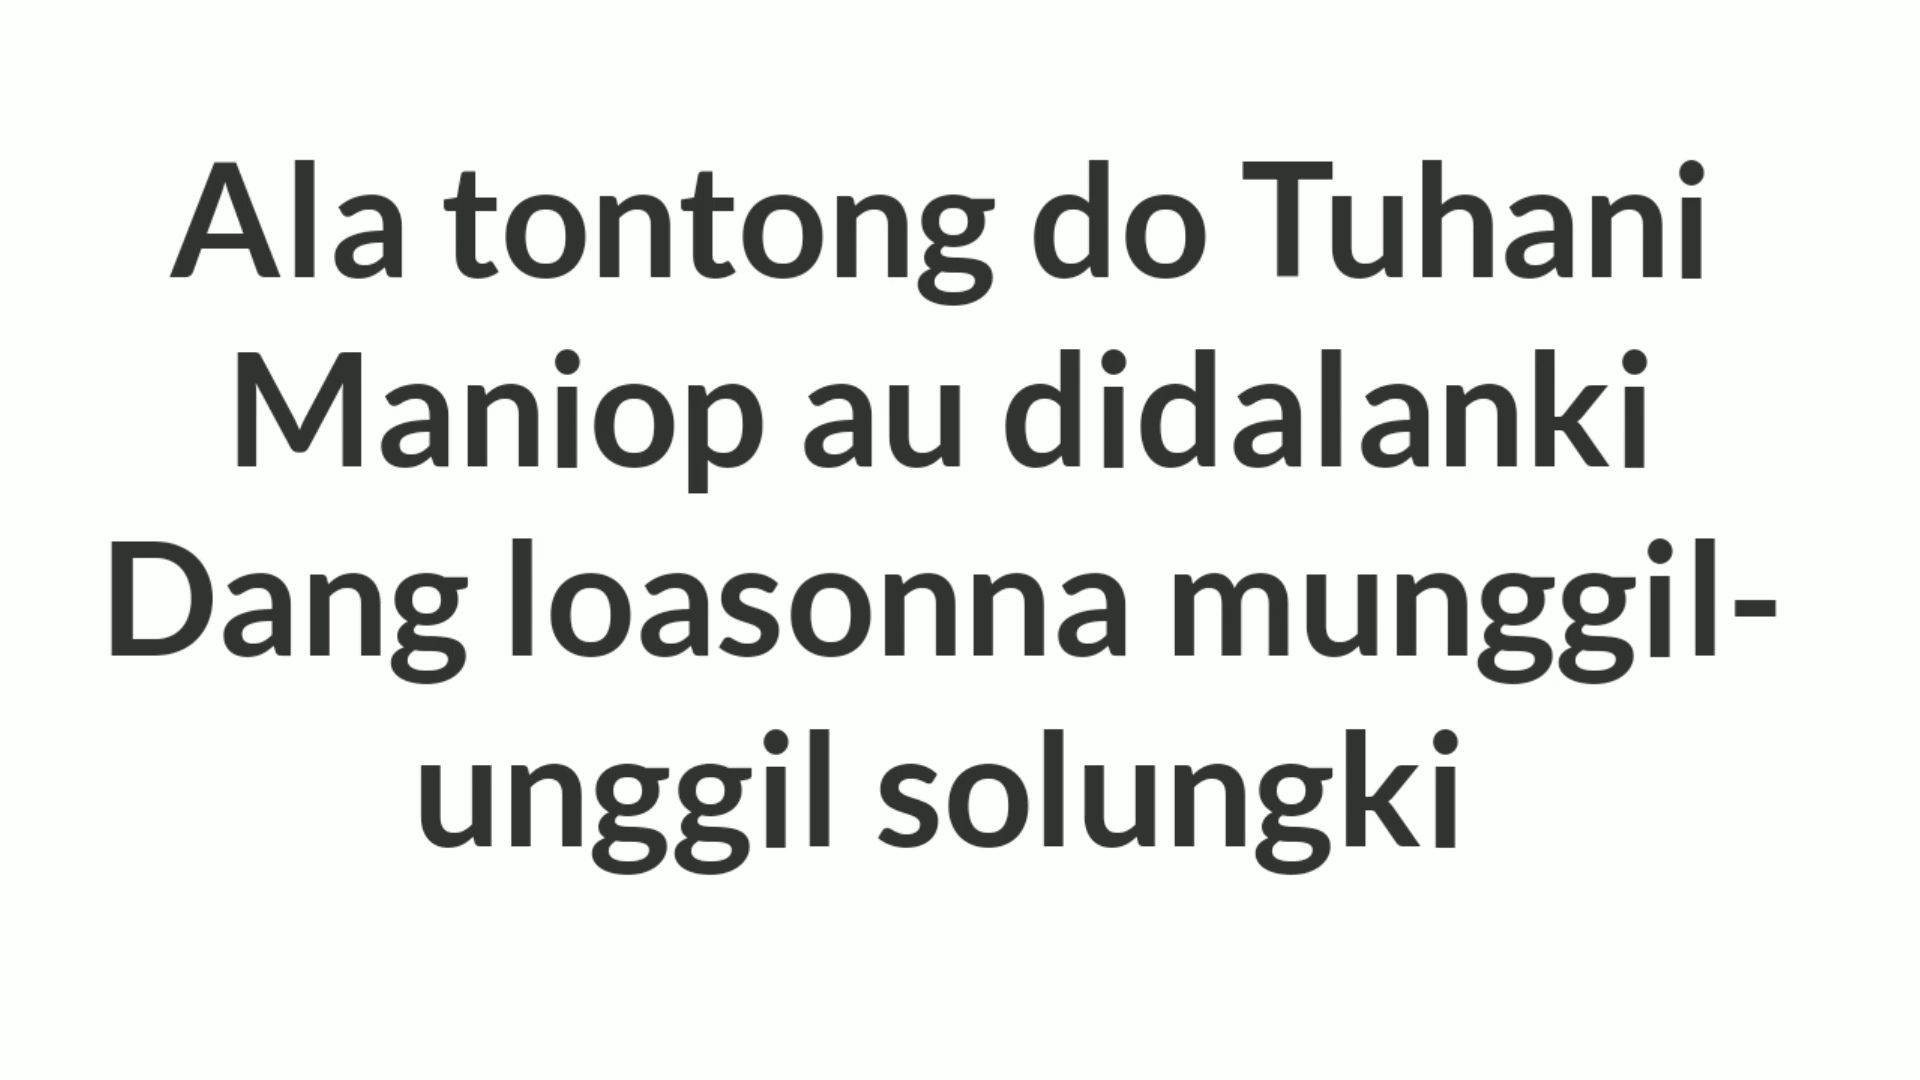 Ala tontong do Tuhani
Maniop au didalanki
Dang loasonna munggil-
unggil solungki